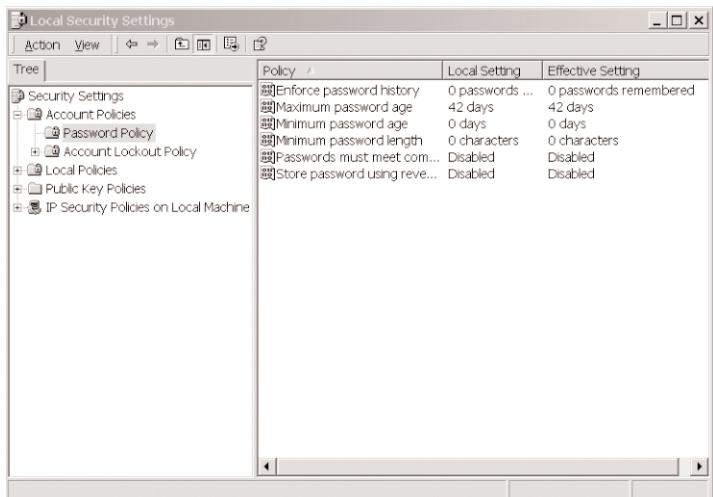 Local Security Settings
Action View
Tree
Security Settings
Account Policies
Password Policy
Account Lockout Policy
Local Policies
Public Key Policies
IP Security Policies on Local Machine
Policy Local Setting Effective Setting
Enforce password history 0 passwords ... 0 passwords remembered
Maximum password age 42 days 42 days
Minimum password age 0 days 0 days
Minimum password length 0 characters 0 characters
Passwords must meet com... Disabled Disabled
Store password using reve... Disabled Disabled